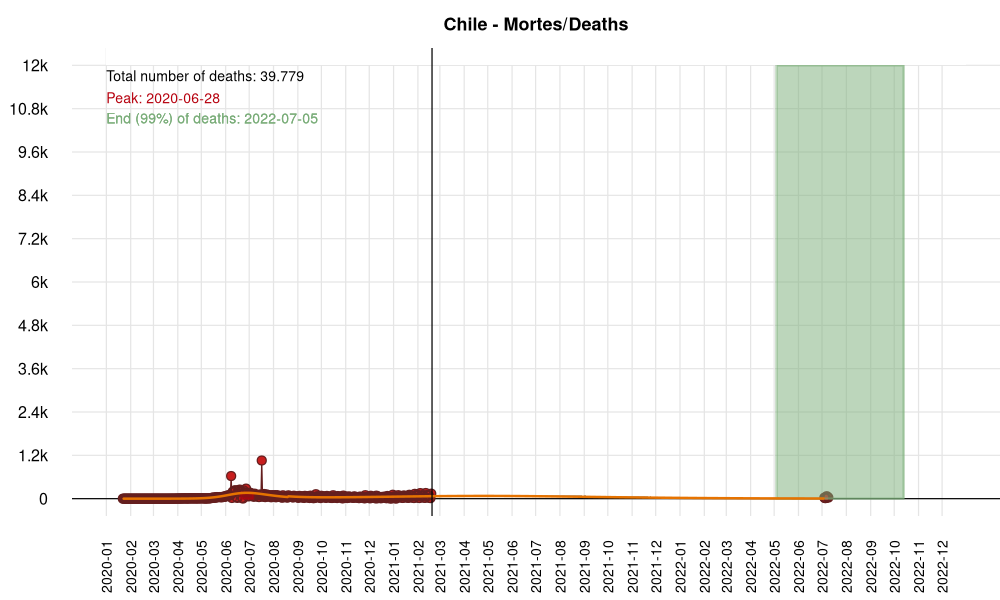 Chile - Mortes/Deaths
Total number of deaths: 39.779
Peak: 2020-06-28
End (99%) of deaths: 2022-07-05
12k
10.8k
9.6k
8.4k
7.2k
6k
4.8k
3.6k
2.4k
1.2k
0
2020-01
2020-02
2020-03
2020-04
2020-05
2020-06
2020-07
2020-08
2020-09
2020-10
2020-11
2020-12
2021-01
2021-02
2021-03
2021-04
2021-05
2021-06
2021-07
2021-08
2021-09
2021-10
2021-11
2021-12
2022-01
2022-02
2022-03
2022-04
2022-05
2022-06
2022-07
2022-08
2022-09
2022-10
2022-11
2022-12